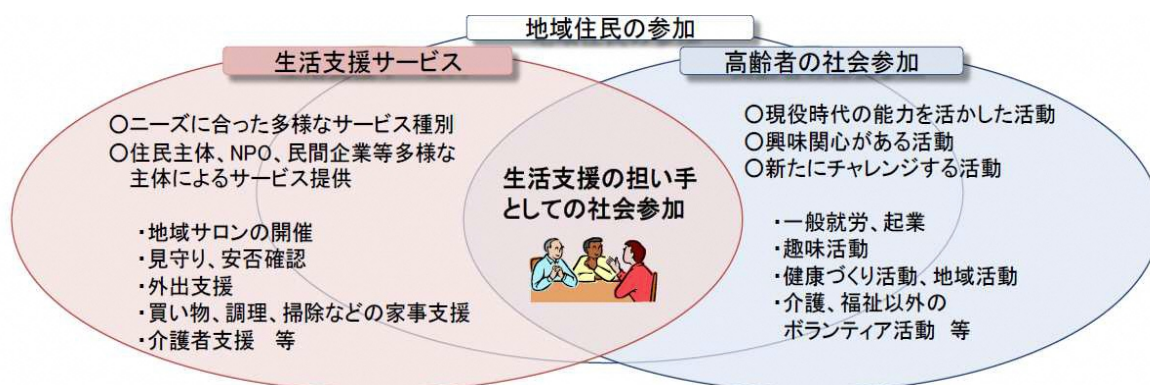 地域住民の参加
生活支援サービス
○ニーズに合った多様なサービス種別
○住民主体、NPO、民間企業等多様な
主体によるサービス提供
・地域サロンの開催
・見守り、安否確認
・外出支援
・買い物、調理、掃除などの家事支援
・介護者支援　等
生活支援の担い手
としての社会参加
高齢者の社会参加
○現役時代の能力を活かした活動
○興味関心がある活動
○新たにチャレンジする活動
・一般就労、起業
・趣味活動
・健康づくり活動、地域活動
・介護、福祉以外の
ボランティア活動　等